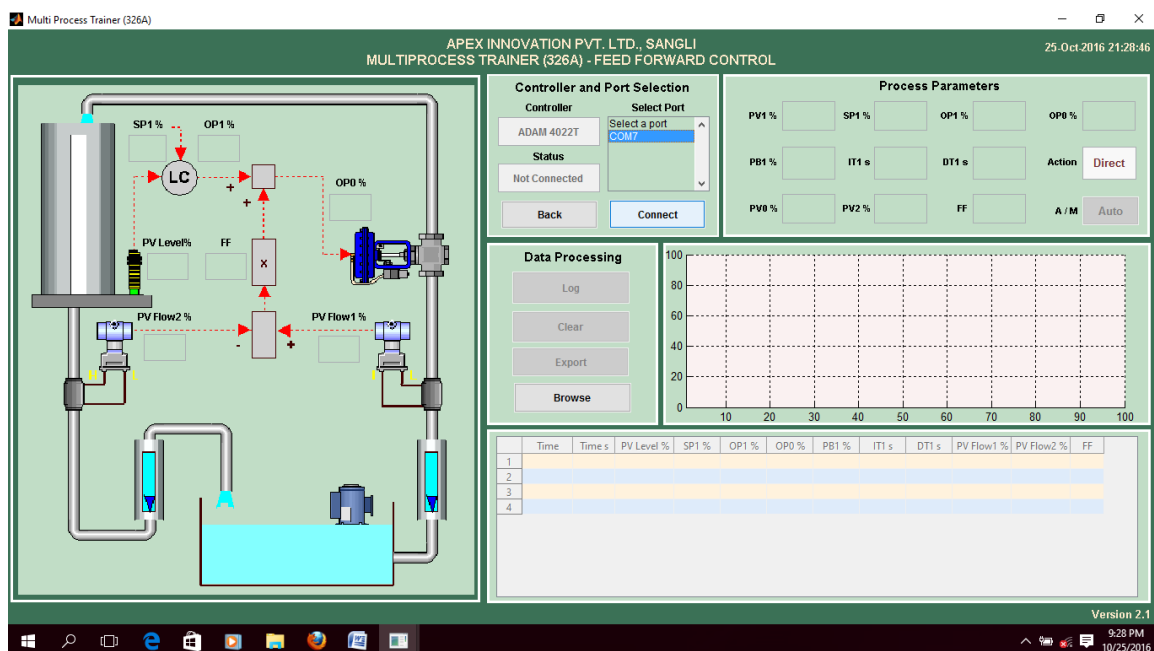 Multi Process Trainer (326A)
APEX INNOVATION PVT. LTD., SANGLI
MULTIPROCESS TRAINER (326A) - FEED FORWARD CONTROL
25-Oct-2016 21:28:46
SP1 % OP1 %
LC
+
+
OP0 %
PV Level% FF
x
PV Flow2 % PV Flow1 %
- +
H L
Controller and Port Selection
Controller Select Port
ADAM 4022T
Select a port
COM7
Status
Not Connected
Back Connect
Process Parameters
PV1 % SP1 % OP1 % OP0 %
PB1 % IT1 s DT1 s Action Direct
PV0 % PV2 % FF A / M Auto
Data Processing
Log
Clear
Export
Browse
100
80
60
40
20
0
10 20 30 40 50 60 70 80 90 100
Time Time s PV Level % SP1 % OP1 % OP0 % PB1 % IT1 s DT1 s PV Flow1 % PV Flow2 % FF
1
2
3
4
Version 2.1
9:28 PM
10/25/2016